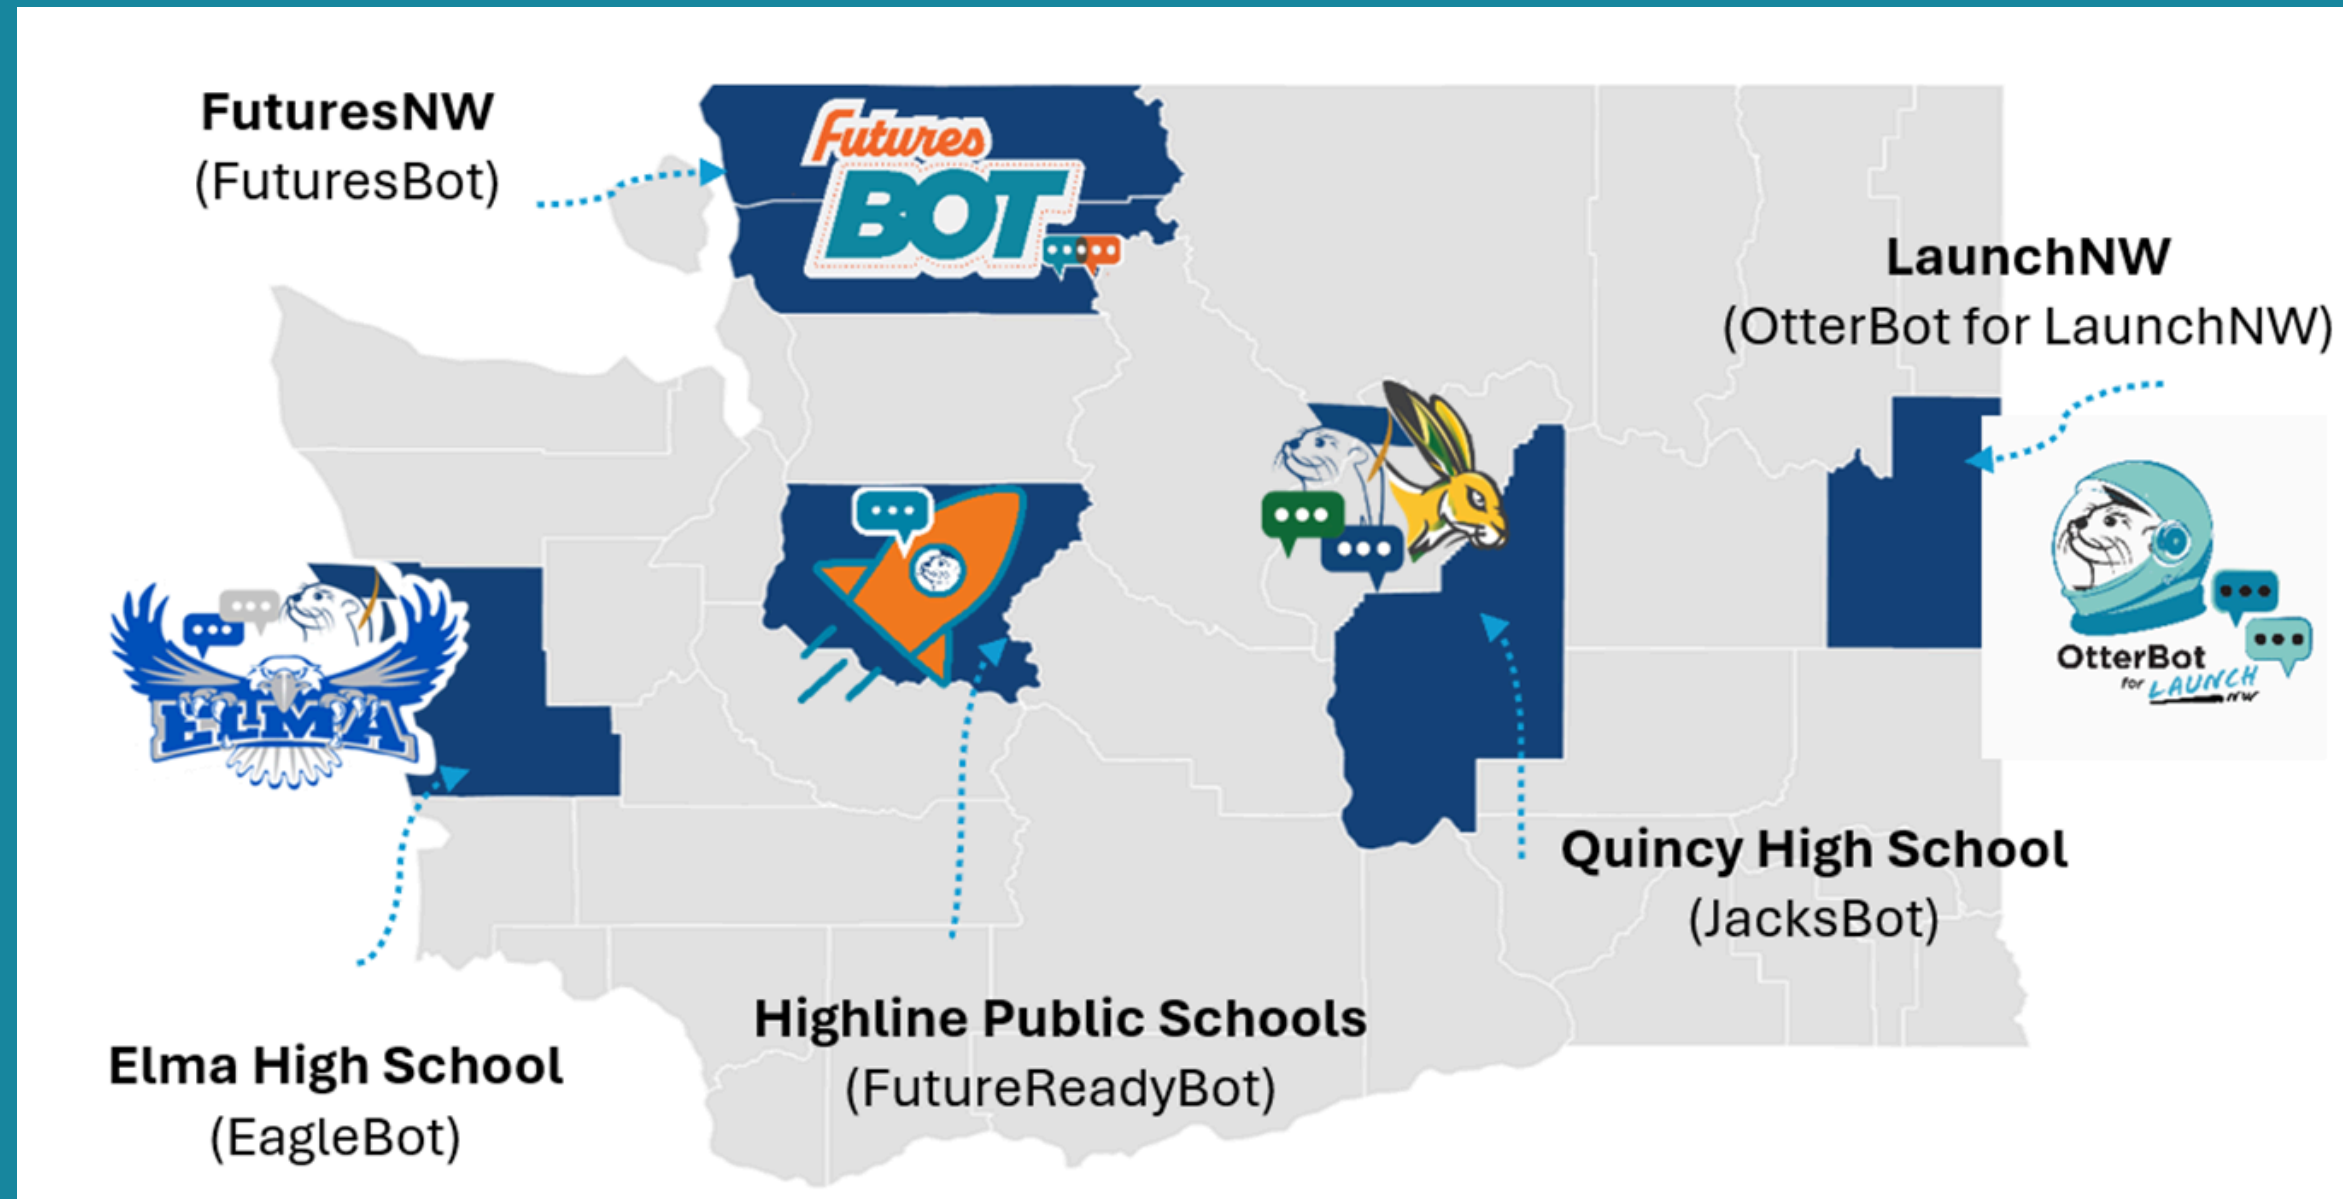 FuturesNW
(FuturesBot)
Futures
BOT
LaunchNW
(OtterBot for LaunchNW)
ELMA
OtterBot
for LAUNCH
NW
Quincy High School
(JacksBot)
Highline Public Schools
(FutureReadyBot)
Elma High School
(EagleBot)